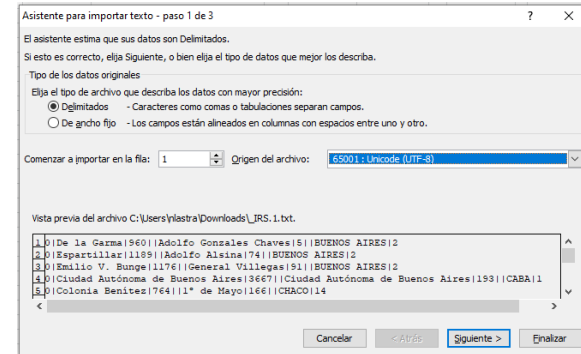 Asistente para importar texto - paso 1 de 3 ? X
El asistente estima que sus datos son Delimitados.
Si esto es correcto, elija Siguiente, o bien elija el tipo de datos que mejor los describa.
Tipo de los datos originales
Elija el tipo de archivo que describa los datos con mayor precisión:
Delimitados - Caracteres como comas o tabulaciones separan campos.
De ancho fijo - Los campos están alineados en columnas con espacios entre uno y otro.
Comenzar a importar en la fila: 1 Origen del archivo: 65001 : Unicode (UTF-8)
Vista previa del archivo C:\Users\nlastra\Downloads\_IRS.1.txt.
1 0|De la Garma|960||Adolfo Gonzales Chaves|5||BUENOS AIRES|2
2 0|Espartillar|1189||Adolfo Alsina|74||BUENOS AIRES|2
3 0|Emilio V. Bunge|1176||General Villegas|91||BUENOS AIRES|2
4 0|Ciudad Autónoma de Buenos Aires|3667||Ciudad Autónoma de Buenos Aires|193||CABA|1
5 0|Colonia Benítez|764||1° de Mayo|166||CHACO|14
Cancelar < Atrás Siguiente > Finalizar